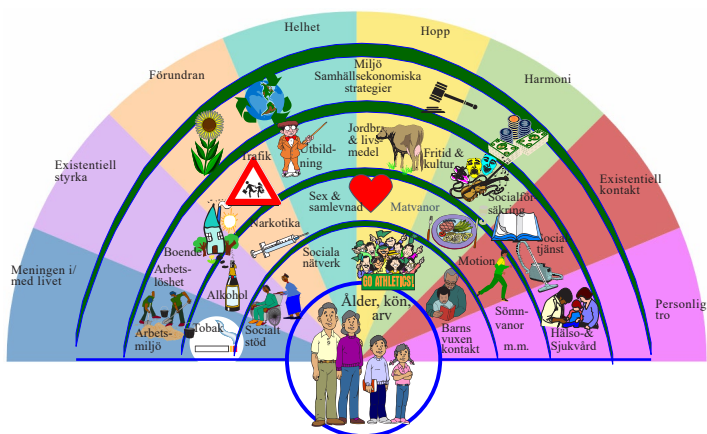 Helhet
Hopp
Förundran
Harmoni
Miljö
Samhällsekonomiska
strategier
Existentiell
styrka
Existentiell
kontakt
Trafik
Utbild-
ning
Jordbr.
& livs-
medel
Fritid &
kultur
Socialför-
säkring
Sex &
samlevnad
Matvanor
Narkotika
Boende
Sociala
nätverk
GO ATHLETICS!
Motion
Social
tjänst
Meningen i/
med livet
Arbets-
löshet
Alkohol
Personlig
tro
Arbets-
miljö
Tobak
Socialt
stöd
Ålder, kön,
arv
Barns
vuxen
kontakt
Sömn-
vanor
m.m.
Hälso-&
Sjukvård